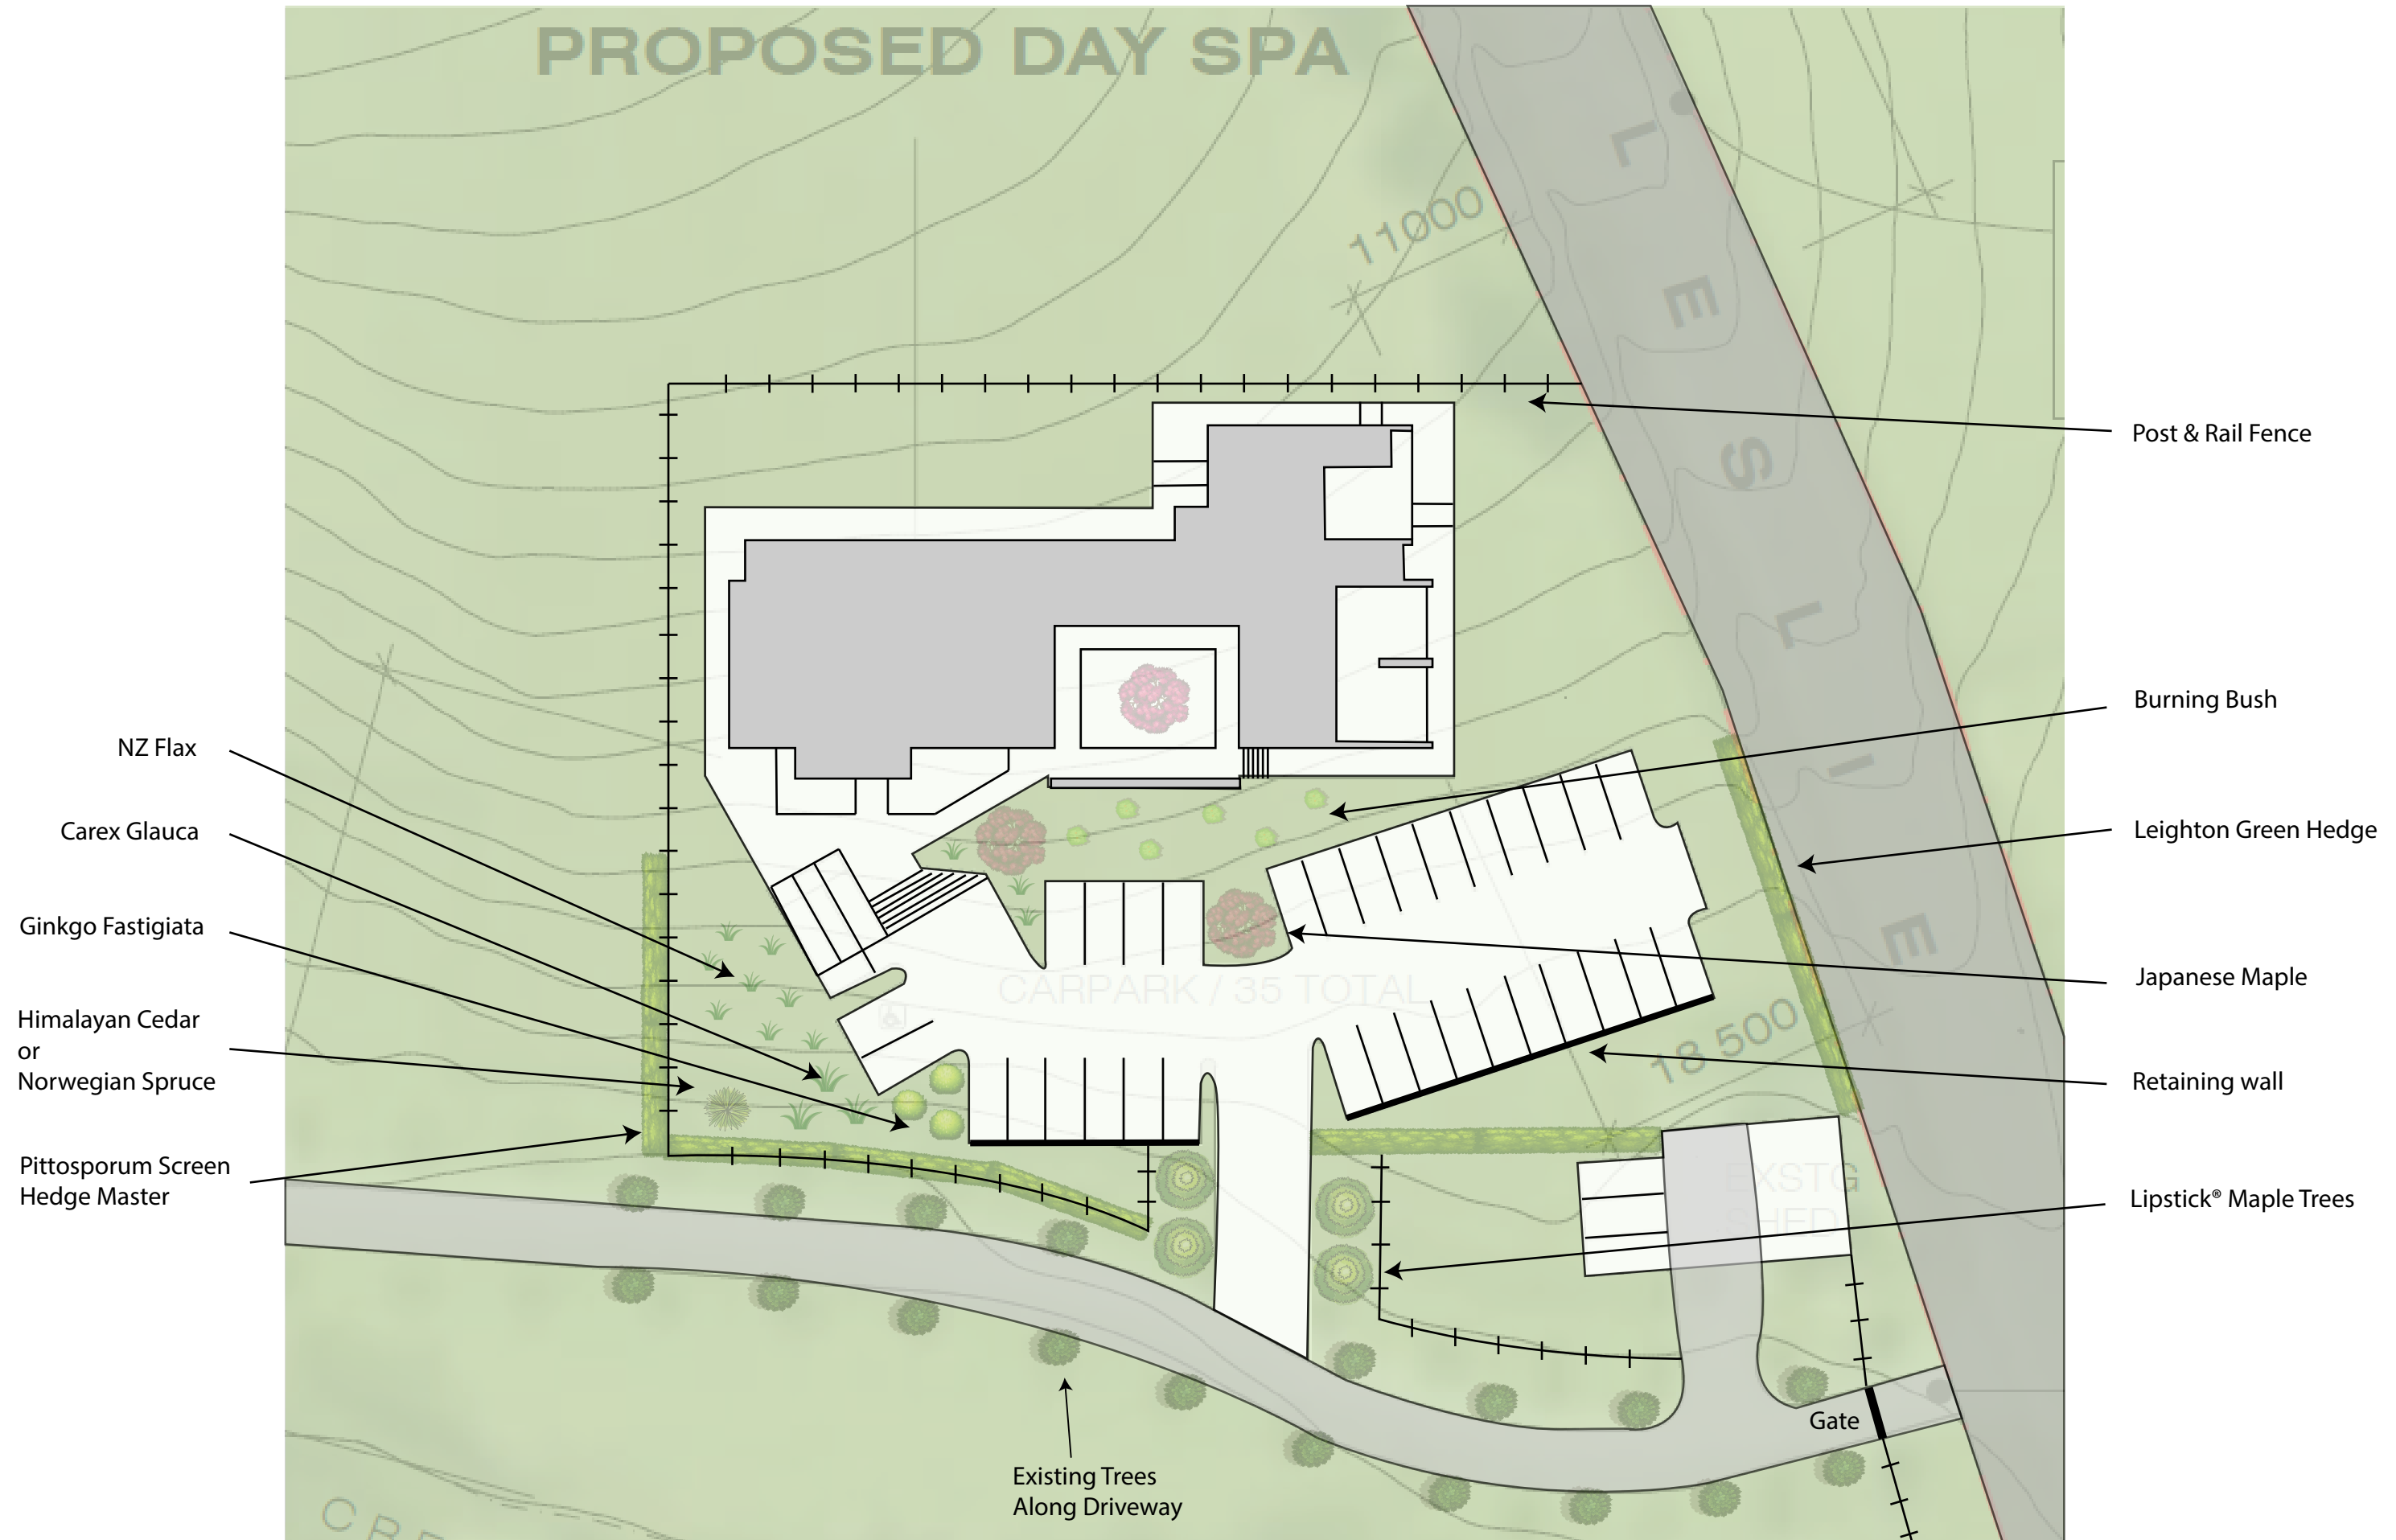 PROPOSED DAY SPA
11000
LESLIE
Post & Rail Fence
Burning Bush
NZ Flax
Carex Glauca
Leighton Green Hedge
Ginkgo Fastigiata
Japanese Maple
CARPARK / 35 TOTAL
18 500
Himalayan Cedar
or
Norwegian Spruce
Retaining wall
Pittosporum Screen
Hedge Master
EXSTG
SHED
Lipstick® Maple Trees
Gate
Existing Trees
Along Driveway